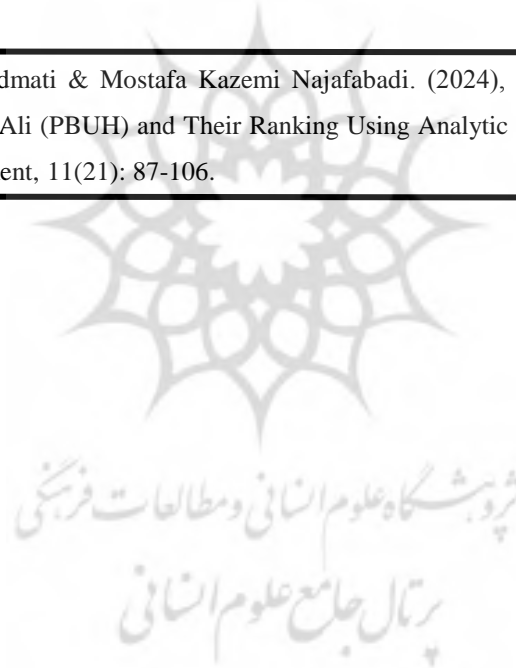 dmati & Mostafa Kazemi Najafabadi. (2024),
Ali (PBUH) and Their Ranking Using Analytic
ent, 11(21): 87-106.
پژوهشگاه علوم انسانی و مطالعات فرهنگی
پرتال جامع علوم انسانی